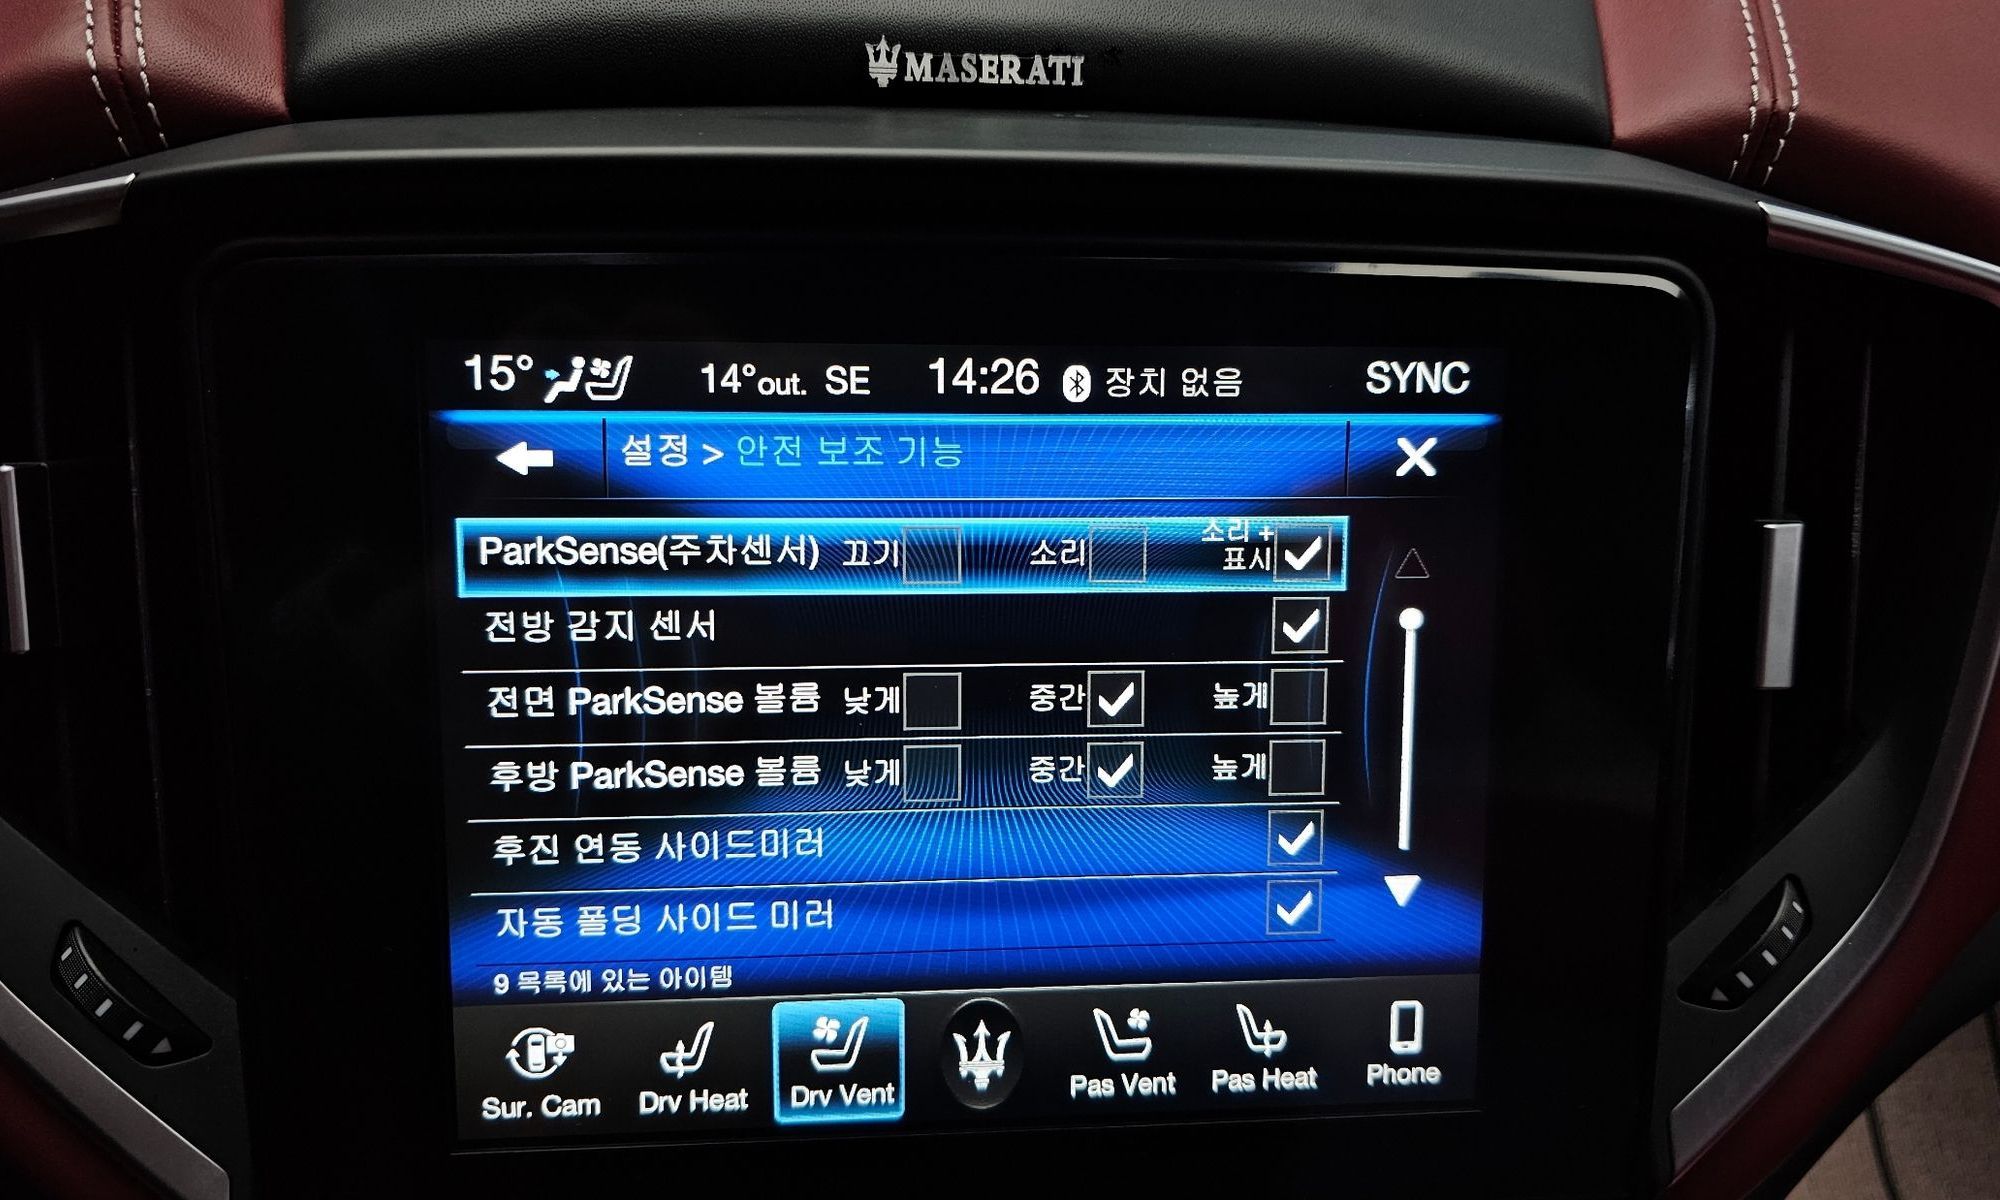 MASERATI
15° 14°out. SE 14:26 장치 없음 SYNC
설정 > 안전 보조 기능
ParkSense(주차센서) 끄기 소리 소리 + 표시
전방 감지 센서
전면 ParkSense 볼륨 낮게 중간 높게
후방 ParkSense 볼륨 낮게 중간 높게
후진 연동 사이드미러
자동 폴딩 사이드 미러
9 목록에 있는 아이템
Sur. Cam Drv Heat Drv Vent Pas Vent Pas Heat Phone